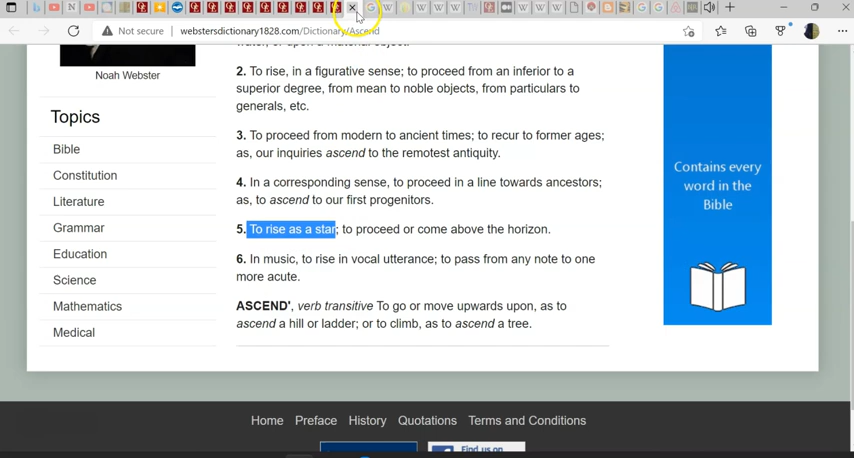 Not secure
webstersdictionary1828.com/Dictionary/Ascend
Noah Webster
Topics
Bible
Constitution
Literature
Grammar
Education
Science
Mathematics
Medical
water, or upon a material object.
2. To rise, in a figurative sense; to proceed from an inferior to a
superior degree, from mean to noble objects, from particulars to
generals, etc.
3. To proceed from modern to ancient times; to recur to former ages;
as, our inquiries ascend to the remotest antiquity.
4. In a corresponding sense, to proceed in a line towards ancestors;
as, to ascend to our first progenitors.
5. To rise as a star; to proceed or come above the horizon.
6. In music, to rise in vocal utterance; to pass from any note to one
more acute.
ASCEND', verb transitive To go or move upwards upon, as to
ascend a hill or ladder; or to climb, as to ascend a tree.
Contains every
word in the
Bible
Home Preface History Quotations Terms and Conditions
Find us on